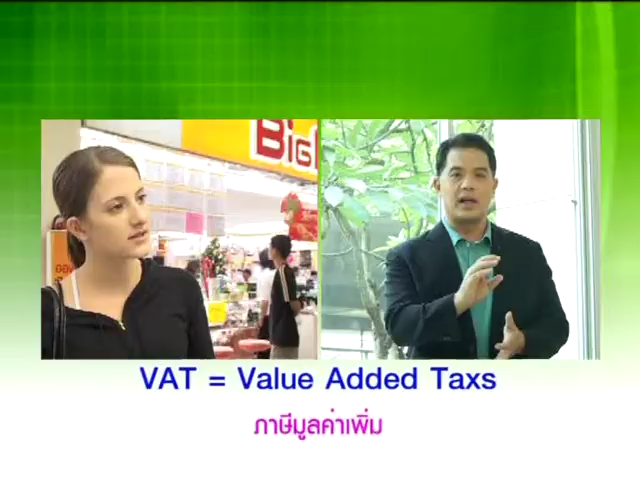 BIG
VAT = Value Added Taxs
ภาษีมูลค่าเพิ่ม